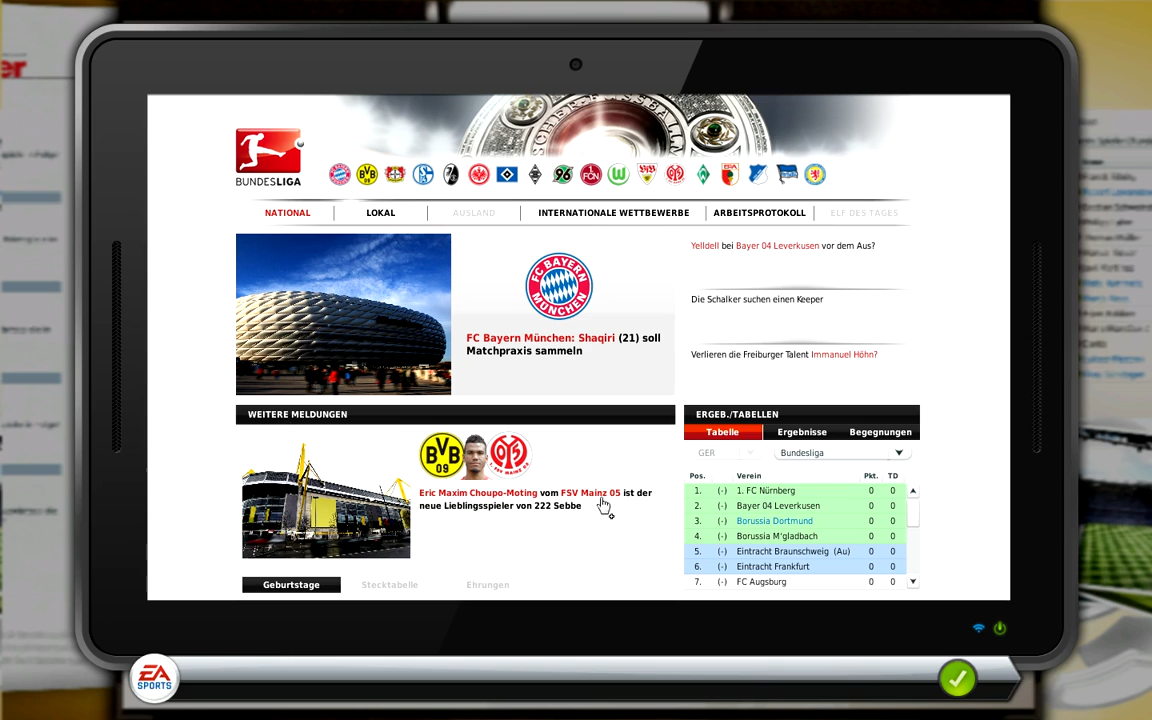 BUNDESLIGA
NATIONAL
LOKAL
AUSLAND
INTERNATIONALE WETTBEWERBE
ARBEITSPROTOKOLL
ELF DES TAGES
FC BAYERN
MÜNCHEN
FC Bayern München: Shaqiri (21) soll
Matchpraxis sammeln
Yelldell bei Bayer 04 Leverkusen vor dem Aus?
Die Schalker suchen einen Keeper
Verlieren die Freiburger Talent Immanuel Höhn?
WEITERE MELDUNGEN
BVB
09
Eric Maxim Choupo-Moting vom FSV Mainz 05 ist der
neue Lieblingsspieler von 222 Sebbe
Geburtstage
Stecktabelle
Ehrungen
ERGEB./TABELLEN
Tabelle
Ergebnisse
Begegnungen
GER
Bundesliga
Pos. Verein Pkt. TD
1. (-) 1. FC Nürnberg 0 0
2. (-) Bayer 04 Leverkusen 0 0
3. (-) Borussia Dortmund 0 0
4. (-) Borussia M'gladbach 0 0
5. (-) Eintracht Braunschweig (Au) 0 0
6. (-) Eintracht Frankfurt 0 0
7. (-) FC Augsburg 0 0
EA
SPORTS